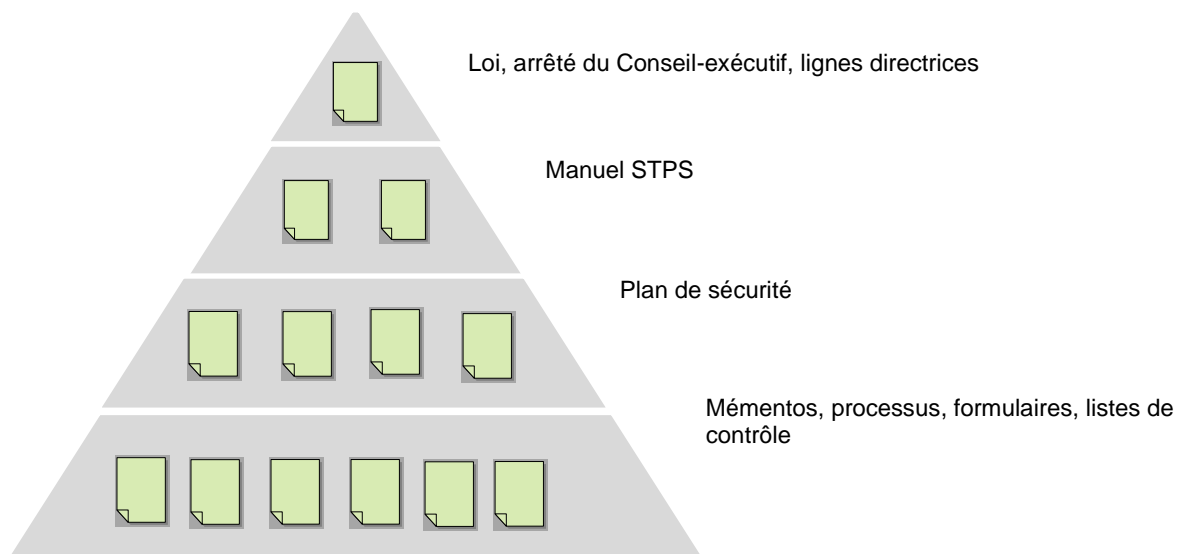 Loi, arrêté du Conseil-exécutif, lignes directrices
Manuel STPS
Plan de sécurité
Mémentos, processus, formulaires, listes de
contrôle